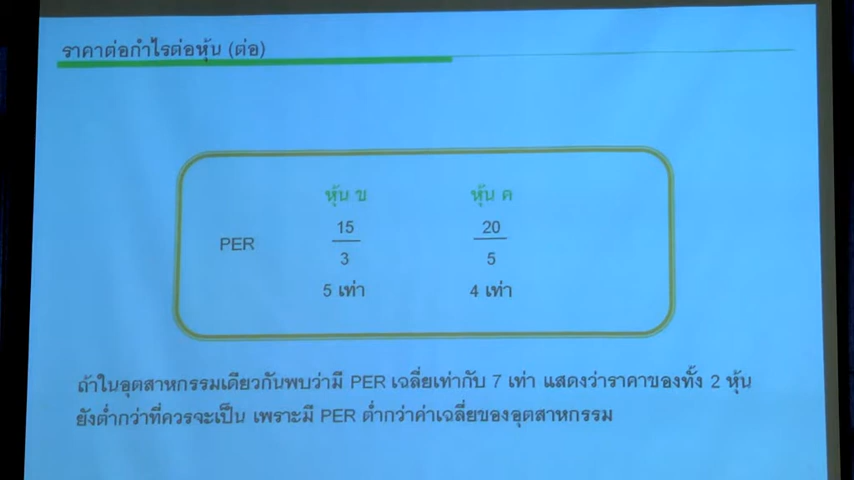 ราคาต่อกำไรต่อหุ้น (ต่อ)
หุ้น ข หุ้น ค
PER 15/3 20/5
5 เท่า 4 เท่า
ถ้าในอุตสาหกรรมเดียวกันพบว่ามี PER เฉลี่ยเท่ากับ 7 เท่า แสดงว่าราคาของทั้ง 2 หุ้น
ยังต่ำกว่าที่ควรจะเป็น เพราะมี PER ต่ำกว่าค่าเฉลี่ยของอุตสาหกรรม